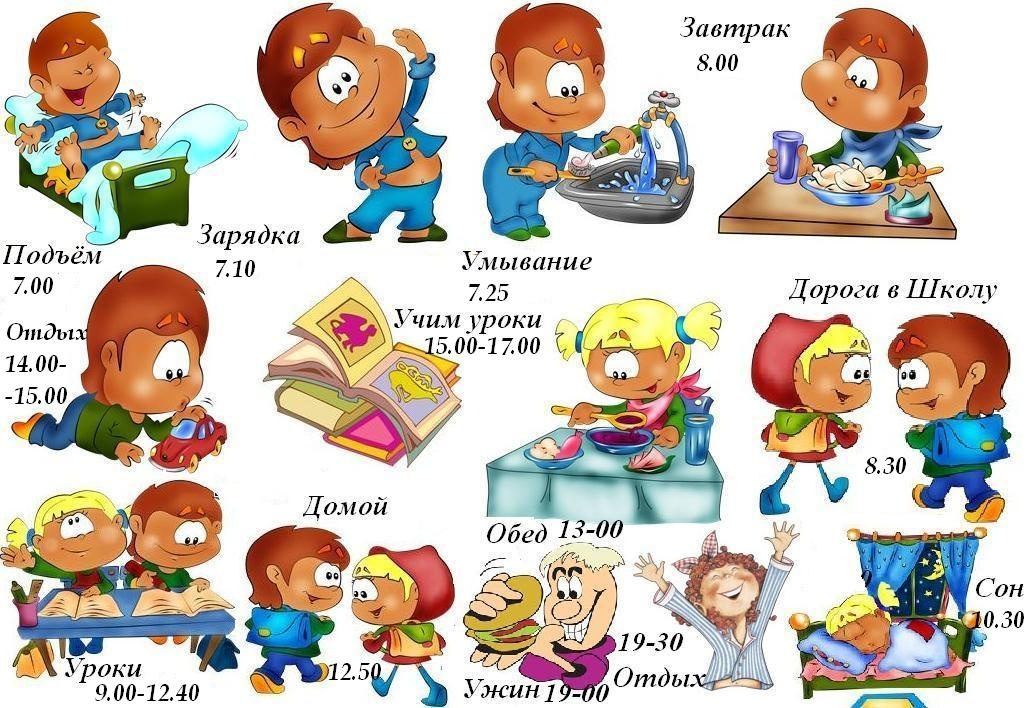 Завтрак
8.00
Подъём
7.00
Зарядка
7.10
Умывание
7.25
Дорога в Школу
8.30
Отдых
14.00-
-15.00
Учим уроки
15.00-17.00
Обед 13-00
Домой
12.50
Уроки
9.00-12.40
Ужин 19-00
19-30
Отдых
Сон
10.30